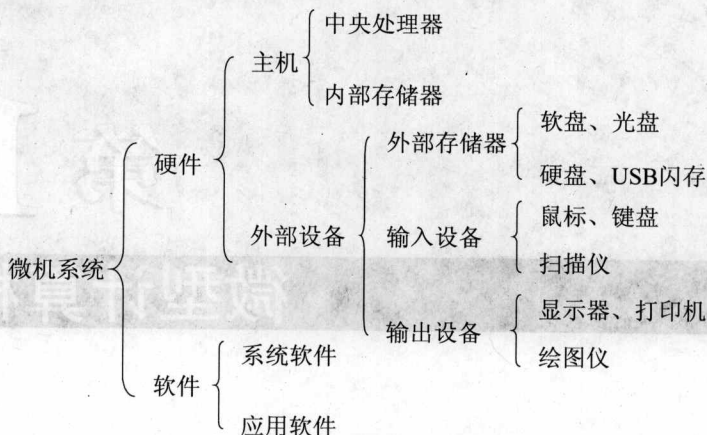 中央处理器
主机
内部存储器
软盘、光盘
外部存储器
硬件
硬盘、USB闪存
鼠标、键盘
外部设备
输入设备
微机系统
扫描仪
显示器、打印机
输出设备
系统软件
绘图仪
软件
应用软件